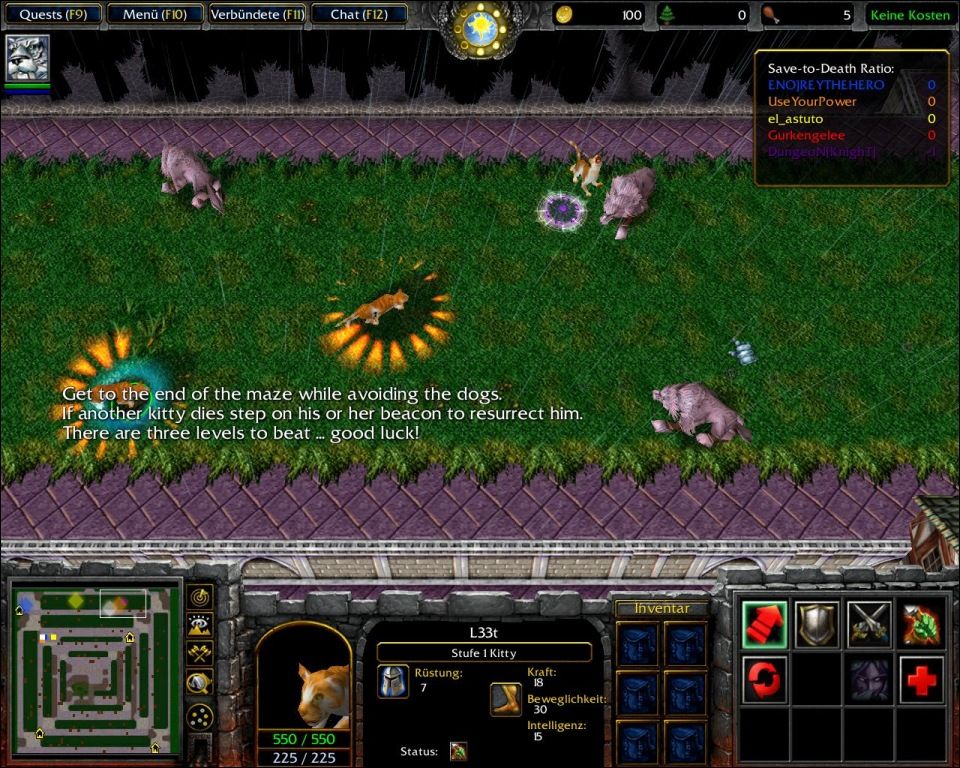 Quests (F9)
Menü (F10)
Verbündete (F11)
Chat (F12)
100
0
5
Keine Kosten
Save-to-Death Ratio:
ENO|REYTHEHERO 0
UseYourPower 0
el_astuto 0
Gurkengelee 0
DungeoN[KnighT] -1
Get to the end of the maze while avoiding the dogs.
If another kitty dies step on his or her beacon to resurrect him.
There are three levels to beat ... good luck!
L33t
Stufe 1 Kitty
Rüstung:
7
Kraft:
18
Beweglichkeit:
30
Intelligenz:
15
Status:
550 / 550
225 / 225
Inventar